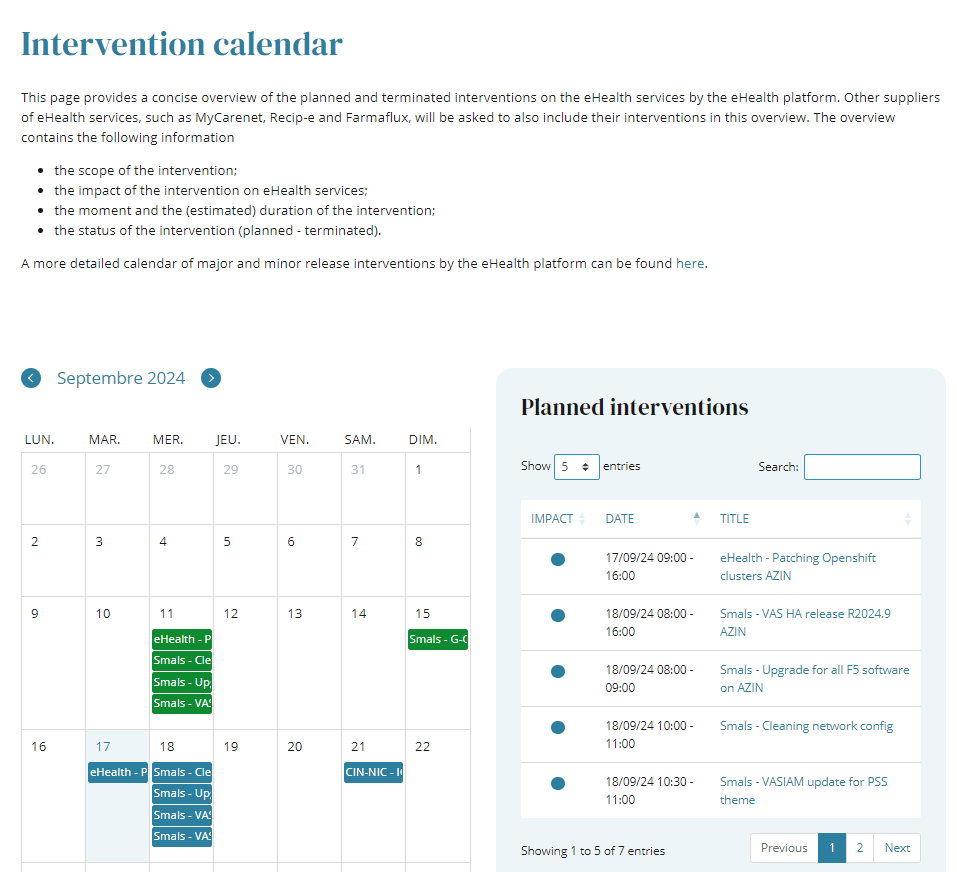 Intervention calendar
This page provides a concise overview of the planned and terminated interventions on the eHealth services by the eHealth platform. Other suppliers
of eHealth services, such as MyCarenet, Recip-e and Farmaflux, will be asked to also include their interventions in this overview. The overview
contains the following information
the scope of the intervention;
the impact of the intervention on eHealth services;
the moment and the (estimated) duration of the intervention;
the status of the intervention (planned - terminated).
A more detailed calendar of major and minor release interventions by the eHealth platform can be found here.
Septembre 2024
LUN. MAR. MER. JEU. VEN. SAM. DIM.
26 27 28 29 30 31 1
2 3 4 5 6 7 8
9 10 11 12 13 14 15
eHealth - P Smals - G-C
Smals - Cle
Smals - Up
Smals - VAS
16 17 18 19 20 21 22
eHealth - P Smals - Cle CIN-NIC - I
Smals - Up
Smals - VAS
Smals - VAS
Planned interventions
Show 5 entries Search:
IMPACT DATE TITLE
17/09/24 09:00 - eHealth - Patching Openshift
16:00 clusters AZIN
18/09/24 08:00 - Smals - VAS HA release R2024.9
16:00 AZIN
18/09/24 08:00 - Smals - Upgrade for all F5 software
09:00 on AZIN
18/09/24 10:00 - Smals - Cleaning network config
11:00
18/09/24 10:30 - Smals - VASIAM update for PSS
11:00 theme
Showing 1 to 5 of 7 entries Previous 1 2 Next